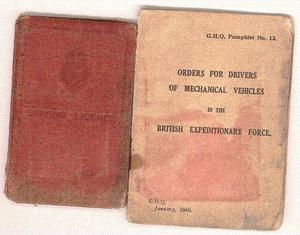 DRIVING LICENCE
G.H.Q. Pamphlet No. 13.
ORDERS FOR DRIVERS
OF MECHANICAL VEHICLES
IN THE
BRITISH EXPEDITIONARY FORCE.
G.H.Q.
January, 1940.